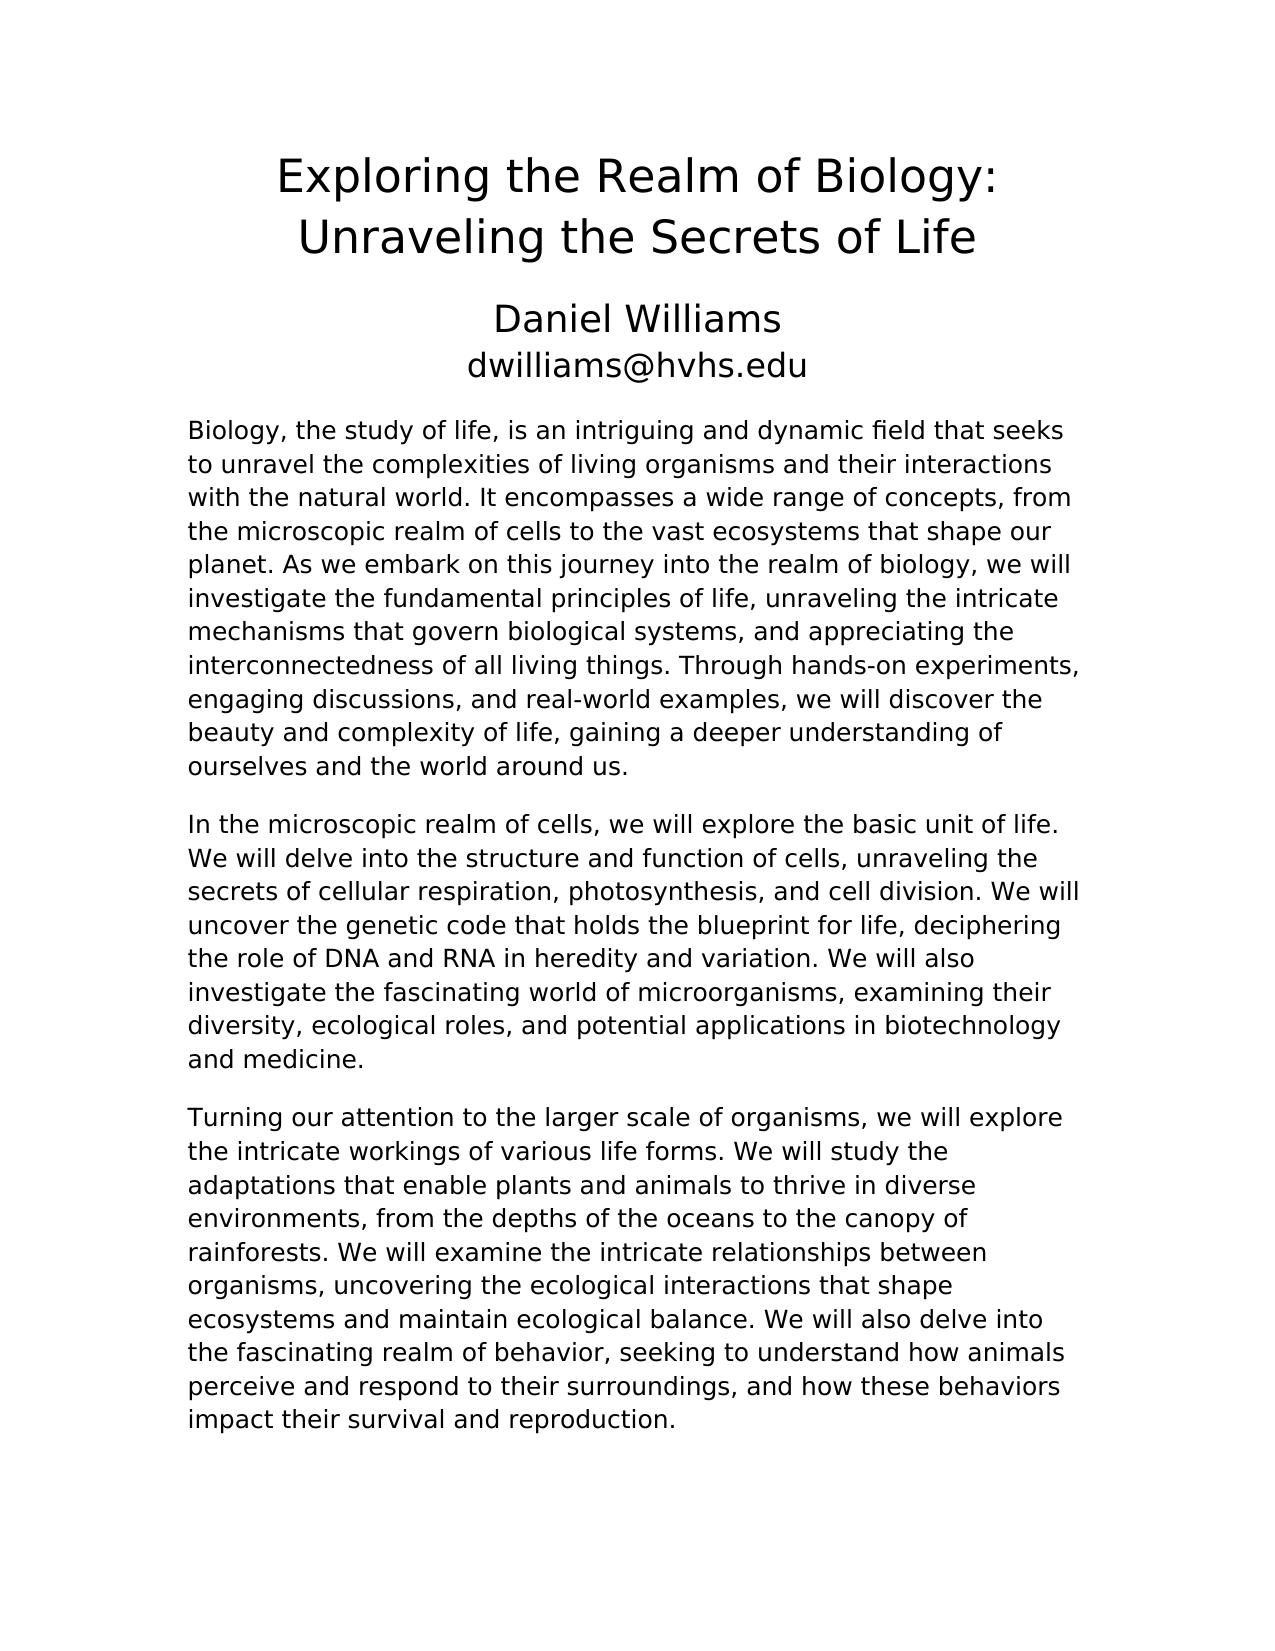 Exploring the Realm of Biology:
Unraveling the Secrets of Life
Daniel Williams
dwilliams@hvhs.edu
Biology, the study of life, is an intriguing and dynamic field that seeks
to unravel the complexities of living organisms and their interactions
with the natural world. It encompasses a wide range of concepts, from
the microscopic realm of cells to the vast ecosystems that shape our
planet. As we embark on this journey into the realm of biology, we will
investigate the fundamental principles of life, unraveling the intricate
mechanisms that govern biological systems, and appreciating the
interconnectedness of all living things. Through hands-on experiments,
engaging discussions, and real-world examples, we will discover the
beauty and complexity of life, gaining a deeper understanding of
ourselves and the world around us.
In the microscopic realm of cells, we will explore the basic unit of life.
We will delve into the structure and function of cells, unraveling the
secrets of cellular respiration, photosynthesis, and cell division. We will
uncover the genetic code that holds the blueprint for life, deciphering
the role of DNA and RNA in heredity and variation. We will also
investigate the fascinating world of microorganisms, examining their
diversity, ecological roles, and potential applications in biotechnology
and medicine.
Turning our attention to the larger scale of organisms, we will explore
the intricate workings of various life forms. We will study the
adaptations that enable plants and animals to thrive in diverse
environments, from the depths of the oceans to the canopy of
rainforests. We will examine the intricate relationships between
organisms, uncovering the ecological interactions that shape
ecosystems and maintain ecological balance. We will also delve into
the fascinating realm of behavior, seeking to understand how animals
perceive and respond to their surroundings, and how these behaviors
impact their survival and reproduction.